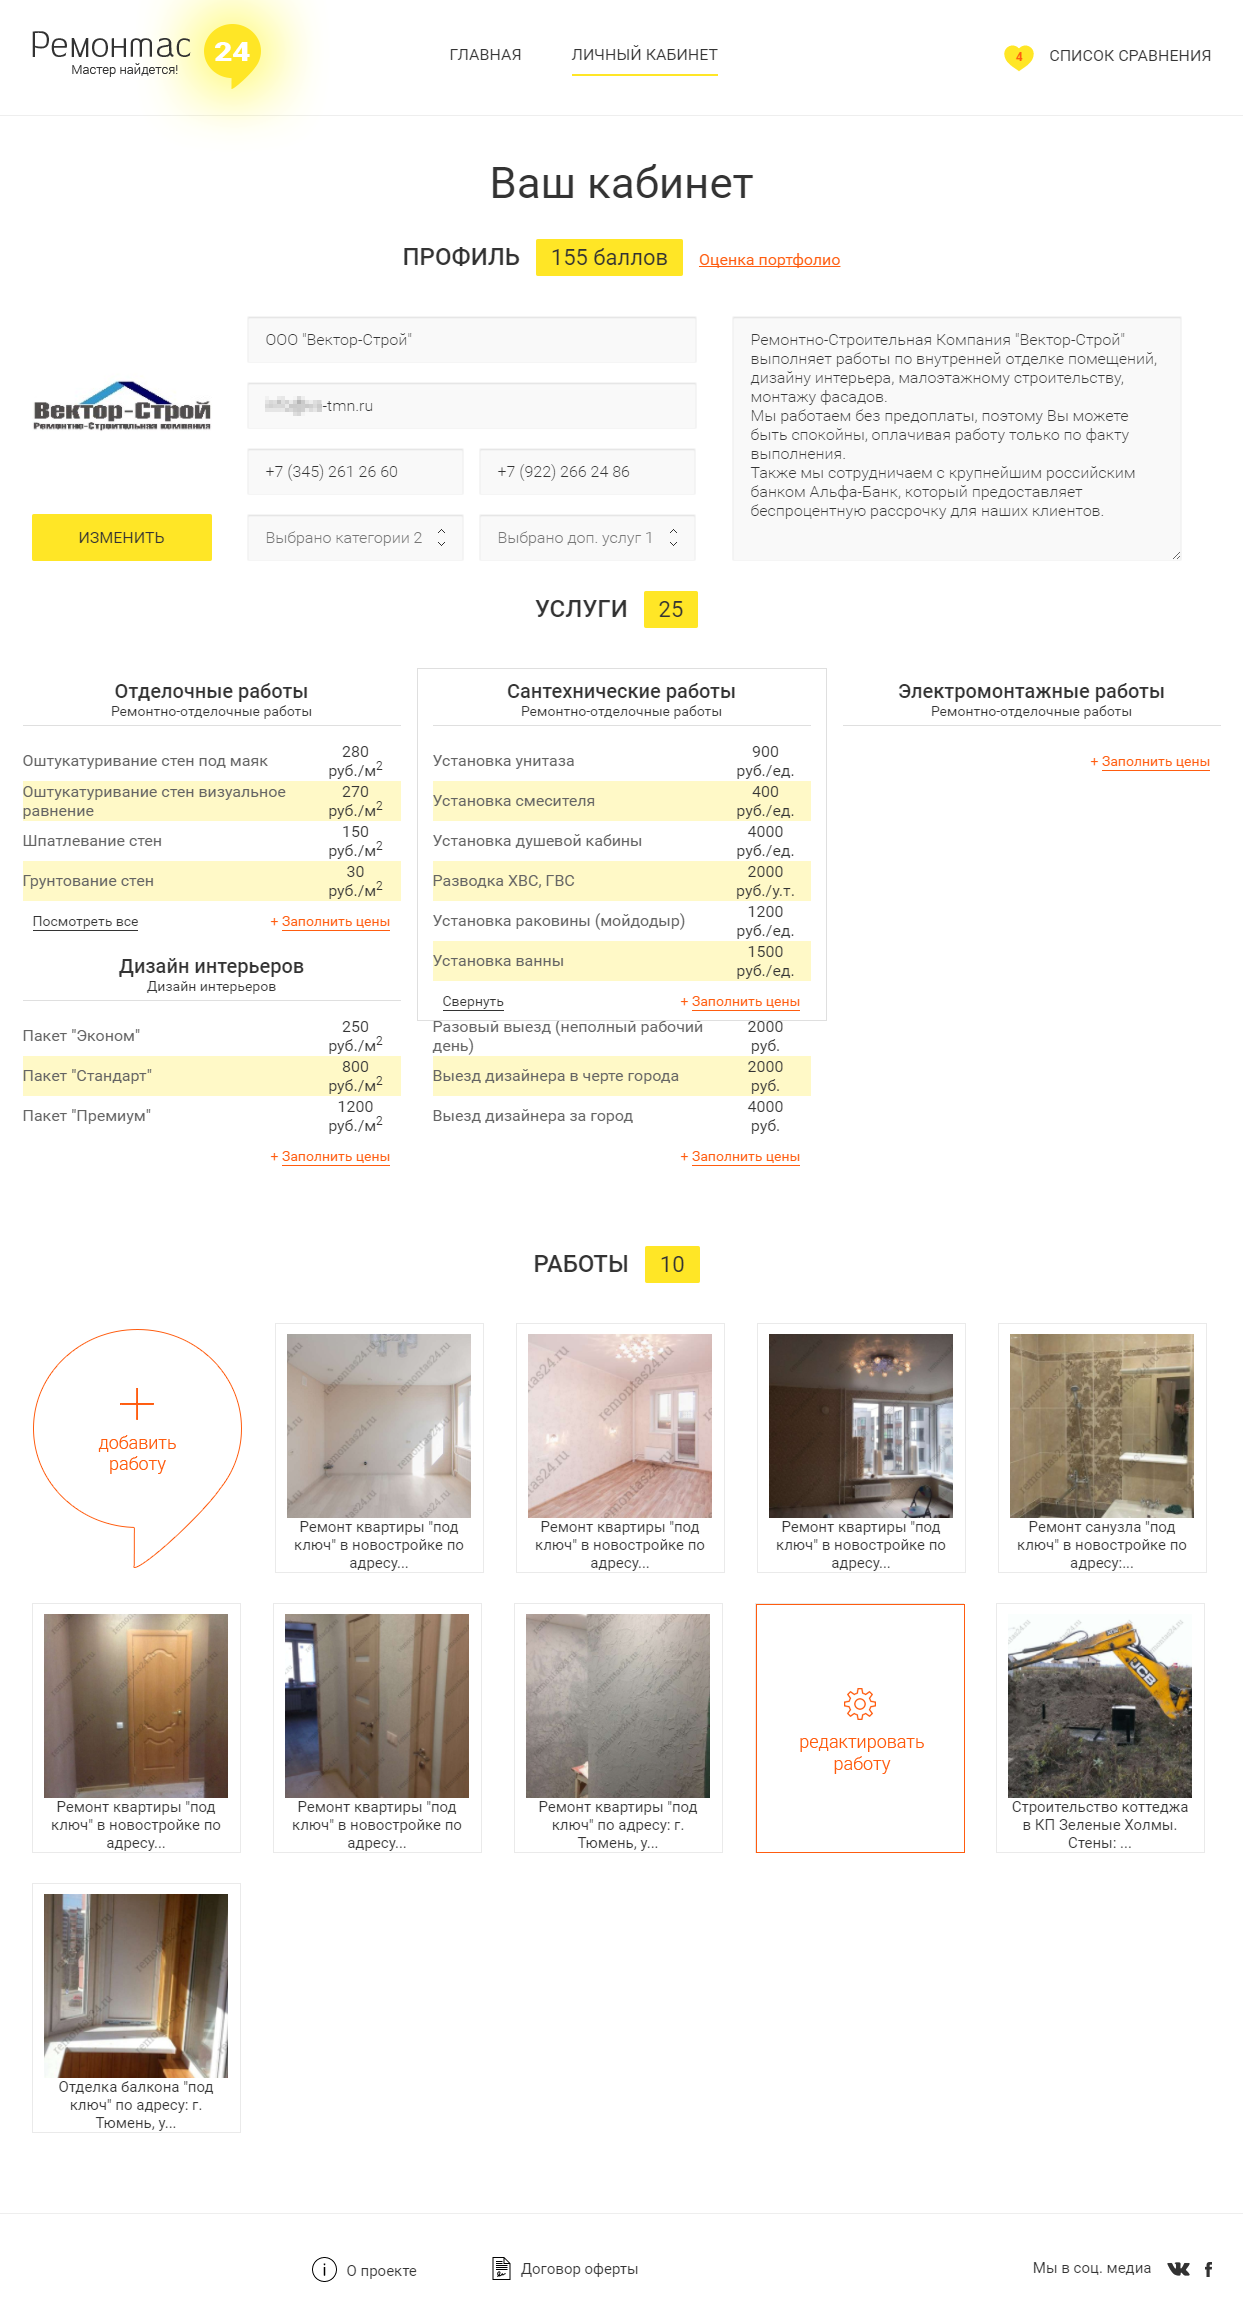 Ремонтас 24
Мастер найдется!
ГЛАВНАЯ
ЛИЧНЫЙ КАБИНЕТ
4
СПИСОК СРАВНЕНИЯ
Ваш кабинет
ПРОФИЛЬ 155 баллов Оценка портфолио
Вектор-Строй
Ремонтно-Строительная компания
ИЗМЕНИТЬ
ООО "Вектор-Строй"
-tmn.ru
+7 (345) 261 26 60
+7 (922) 266 24 86
Выбрано категории 2
Выбрано доп. услуг 1
Ремонтно-Строительная Компания "Вектор-Строй"
выполняет работы по внутренней отделке помещений,
дизайну интерьера, малоэтажному строительству,
монтажу фасадов.
Мы работаем без предоплаты, поэтому Вы можете
быть спокойны, оплачивая работу только по факту
выполнения.
Также мы сотрудничаем с крупнейшим российским
банком Альфа-Банк, который предоставляет
беспроцентную рассрочку для наших клиентов.
УСЛУГИ 25
Отделочные работы
Ремонтно-отделочные работы
Оштукатуривание стен под маяк
280
руб./м2
Оштукатуривание стен визуальное
равнение
270
руб./м2
Шпатлевание стен
150
руб./м2
Грунтование стен
30
руб./м2
Посмотреть все
+ Заполнить цены
Сантехнические работы
Ремонтно-отделочные работы
Установка унитаза
900
руб./ед.
Установка смесителя
400
руб./ед.
Установка душевой кабины
4000
руб./ед.
Разводка ХВС, ГВС
2000
руб./у.т.
Установка раковины (мойдодыр)
1200
руб./ед.
Установка ванны
1500
руб./ед.
Свернуть
+ Заполнить цены
Электромонтажные работы
Ремонтно-отделочные работы
+ Заполнить цены
Дизайн интерьеров
Дизайн интерьеров
Пакет "Эконом"
250
руб./м2
Пакет "Стандарт"
800
руб./м2
Пакет "Премиум"
1200
руб./м2
+ Заполнить цены
Разовый выезд (неполный рабочий
день)
2000
руб.
Выезд дизайнера в черте города
2000
руб.
Выезд дизайнера за город
4000
руб.
+ Заполнить цены
РАБОТЫ 10
добавить
работу
Ремонт квартиры "под
ключ" в новостройке по
адресу...
Ремонт квартиры "под
ключ" в новостройке по
адресу...
Ремонт квартиры "под
ключ" в новостройке по
адресу...
Ремонт санузла "под
ключ" в новостройке по
адресу:...
Ремонт квартиры "под
ключ" в новостройке по
адресу...
Ремонт квартиры "под
ключ" в новостройке по
адресу...
Ремонт квартиры "под
ключ" по адресу: г.
Тюмень, у...
редактировать
работу
JCB
Строительство коттеджа
в КП Зеленые Холмы.
Стены: ...
Отделка балкона "под
ключ" по адресу: г.
Тюмень, у...
О проекте
Договор оферты
Мы в соц. медиа